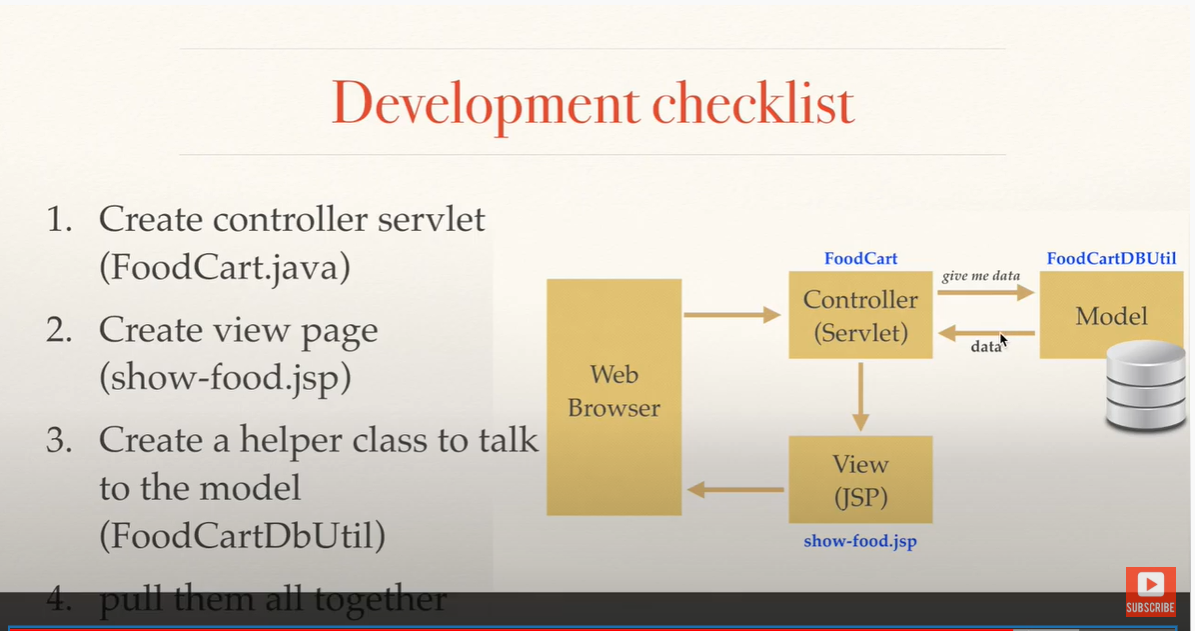 Development checklist
1. Create controller servlet
(FoodCart.java)
2. Create view page
(show-food.jsp)
3. Create a helper class to talk
to the model
(FoodCartDbUtil)
4. pull them all together
Web
Browser
FoodCart
Controller
(Servlet)
give me data
data
FoodCartDBUtil
Model
View
(JSP)
show-food.jsp
SUBSCRIBE